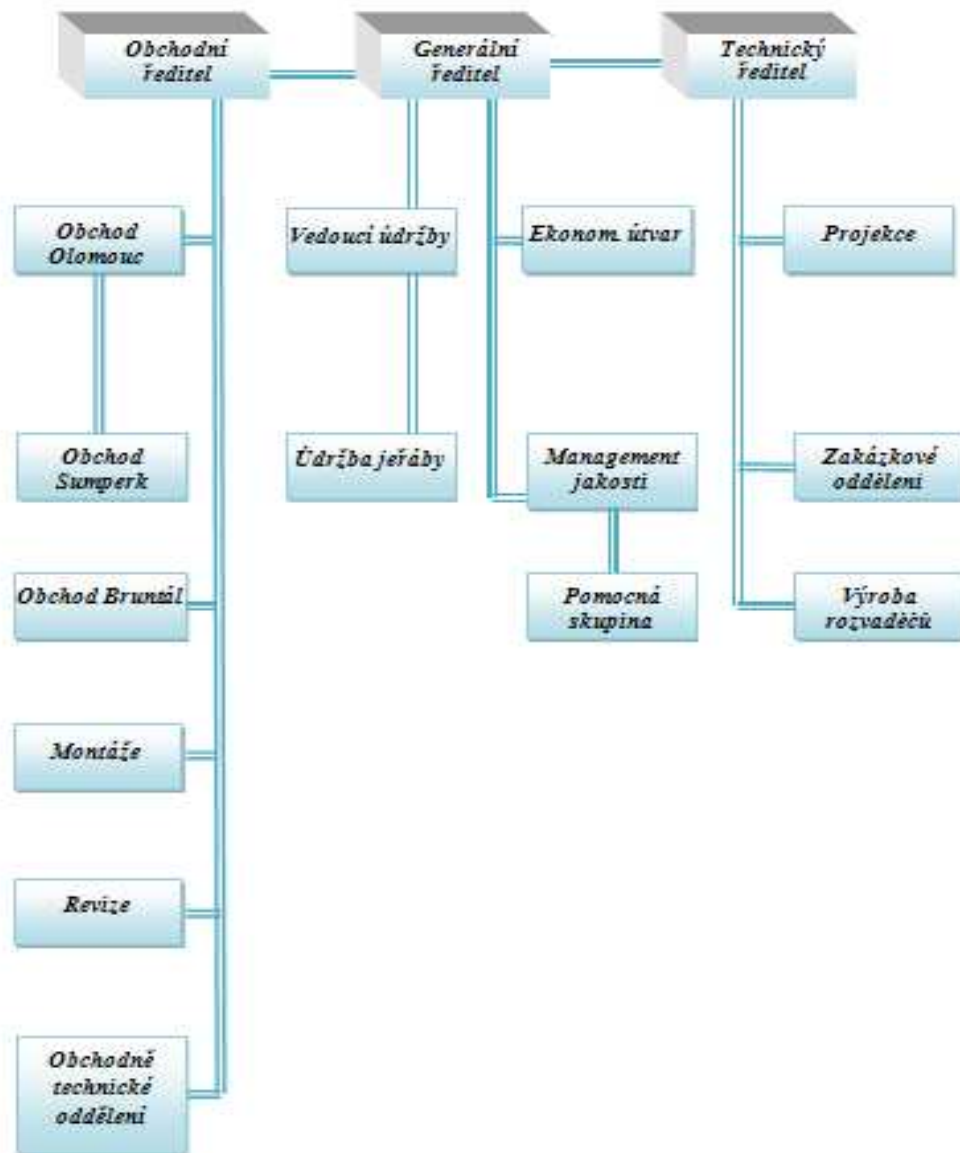 Obchodní
ředitel
Generální
ředitel
Technický
ředitel
Obchod
Olomouc
Vedoucí údržby
Ekonom. útvar
Projekce
Obchod
Sumperk
Údržba jeřáby
Management
jakosti
Zakázkové
oddělení
Obchod Bruntál
Pomocná
skupina
Výroba
rozvaděčů
Montáže
Revize
Obchodně
technické
oddělení